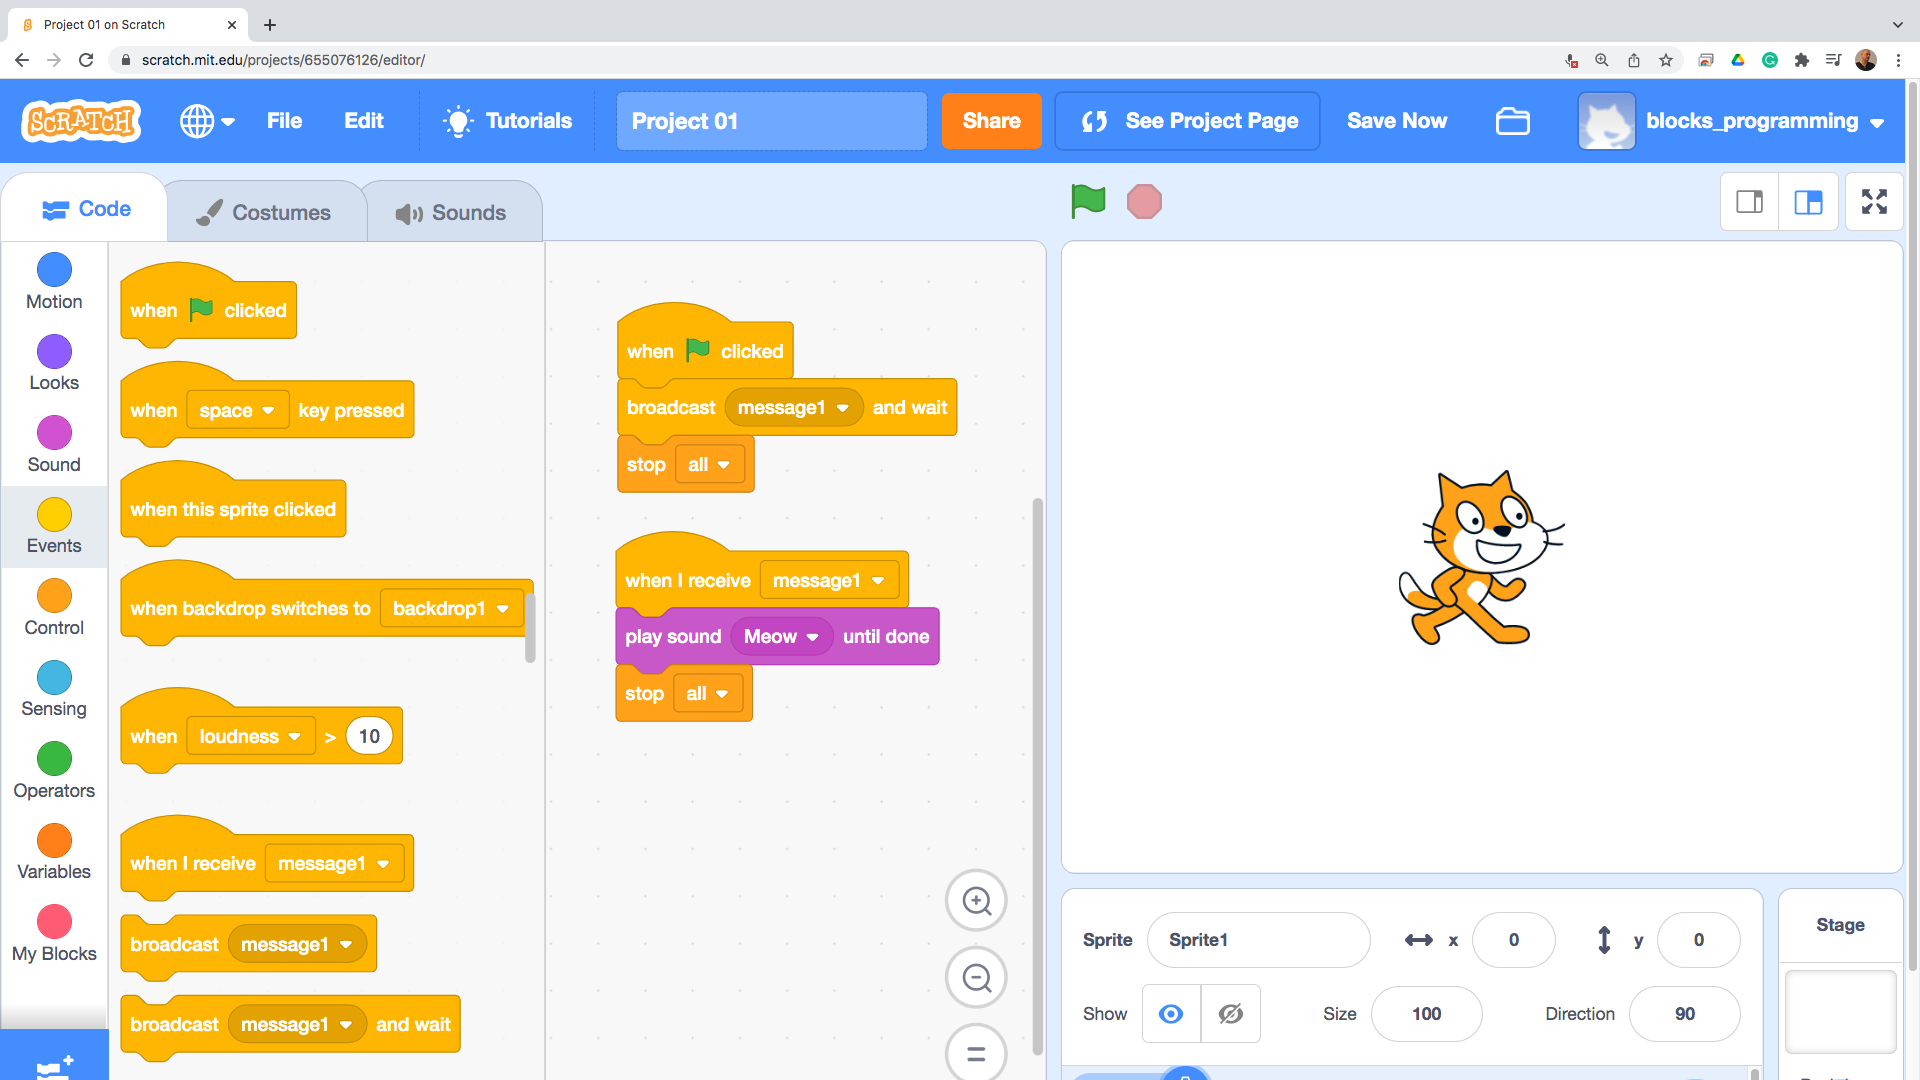 Project 01 on Scratch
scratch.mit.edu/projects/655076126/editor/
SCRATCH File Edit Tutorials Project 01 Share See Project Page Save Now blocks_programming
Code Costumes Sounds
Motion
Looks
Sound
Events
Control
Sensing
Operators
Variables
My Blocks
when clicked
when space key pressed
when this sprite clicked
when backdrop switches to backdrop1
when loudness > 10
when I receive message1
broadcast message1
broadcast message1 and wait
when clicked
broadcast message1 and wait
stop all
when I receive message1
play sound Meow until done
stop all
Sprite Sprite1 x 0 y 0
Show Size 100 Direction 90
Stage